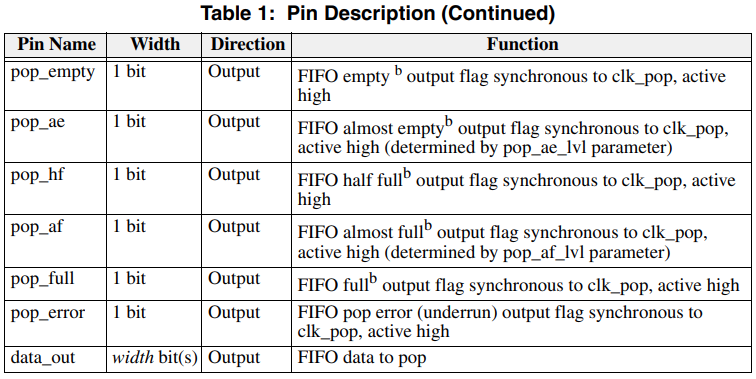 Table 1: Pin Description (Continued)
Pin Name Width Direction Function
pop_empty 1 bit Output FIFO empty b output flag synchronous to clk_pop, active
high
pop_ae 1 bit Output FIFO almost emptyb output flag synchronous to clk_pop,
active high (determined by pop_ae_lvl parameter)
pop_hf 1 bit Output FIFO half fullb output flag synchronous to clk_pop, active
high
pop_af 1 bit Output FIFO almost fullb output flag synchronous to clk_pop,
active high (determined by pop_af_lvl parameter)
pop_full 1 bit Output FIFO fullb output flag synchronous to clk_pop, active high
pop_error 1 bit Output FIFO pop error (underrun) output flag synchronous to
clk_pop, active high
data_out width bit(s) Output FIFO data to pop